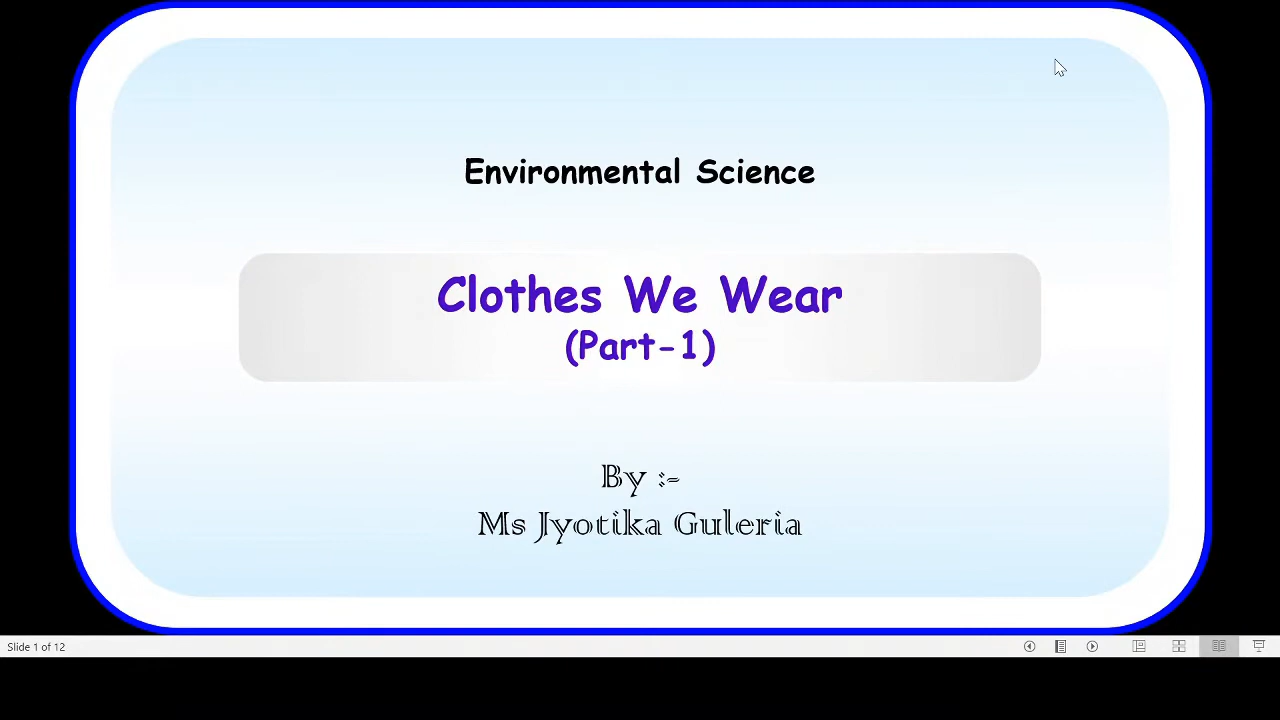 Environmental Science
Clothes We Wear
(Part-1)
By :-
Ms Jyotika Guleria
Slide 1 of 12